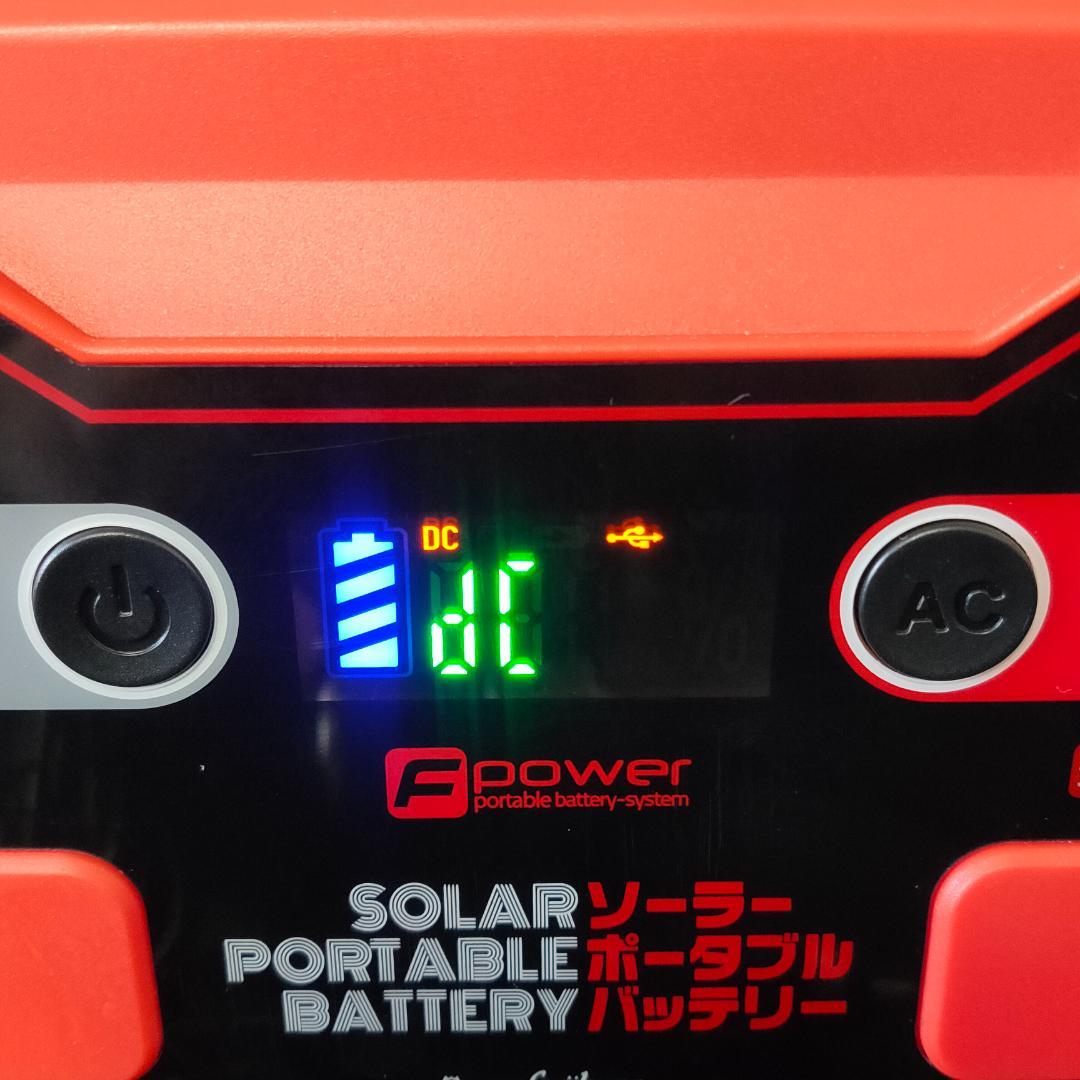 DC
dC
AC
F power
portable battery-system
SOLAR ソーラー
PORTABLE ポータブル
BATTERY バッテリー